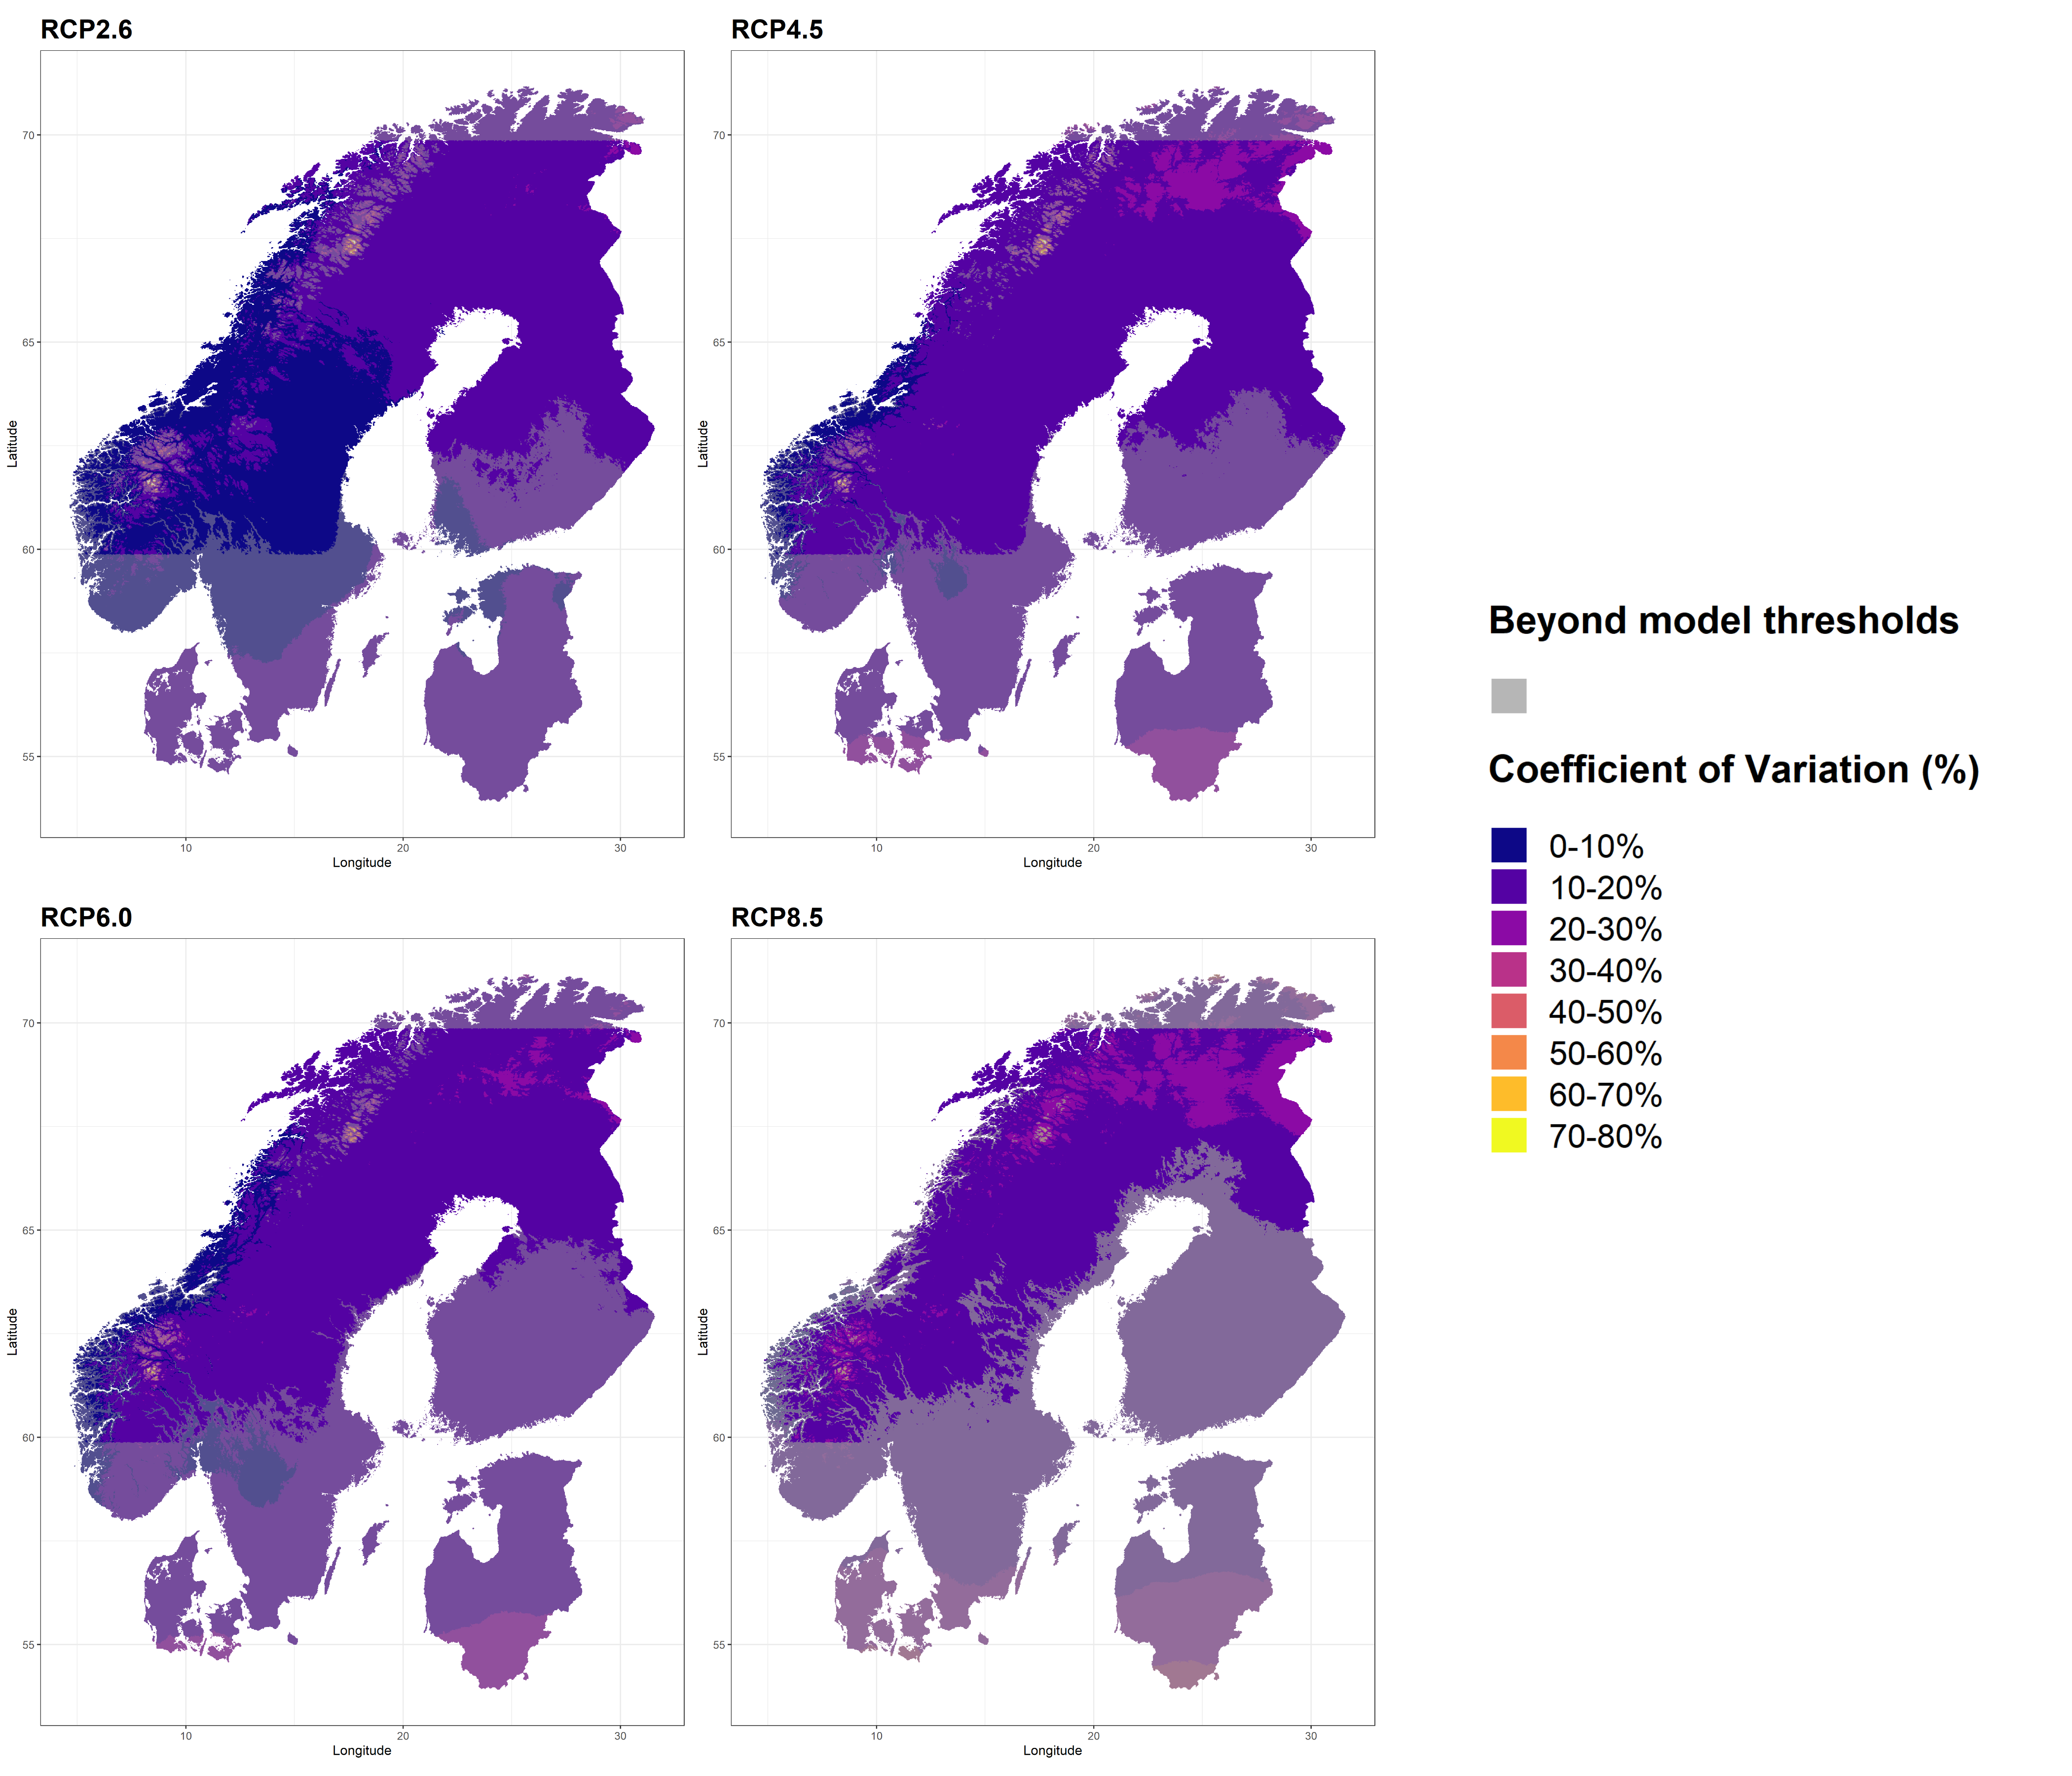 RCP2.6
RCP4.5
70
65
60
55
Latitude
10
20
30
Longitude
70
65
60
55
Latitude
10
20
30
Longitude
RCP6.0
RCP8.5
70
65
60
55
Latitude
10
20
30
Longitude
70
65
60
55
Latitude
10
20
30
Longitude
Beyond model thresholds
Coefficient of Variation (%)
0-10%
10-20%
20-30%
30-40%
40-50%
50-60%
60-70%
70-80%